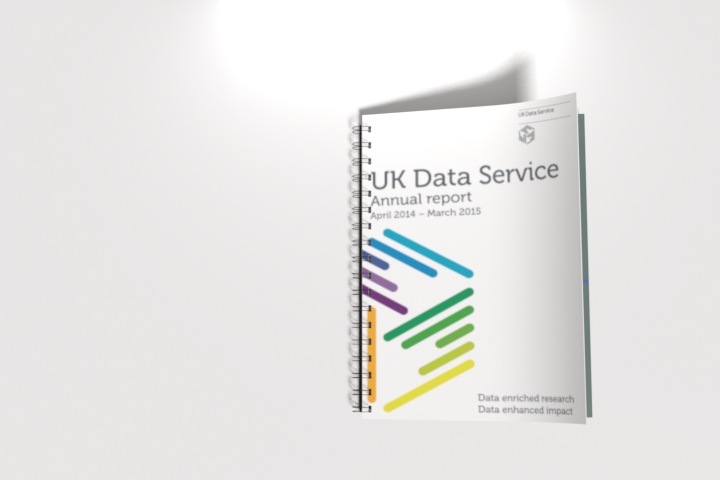 UK Data Service
UK Data Service
Annual report
April 2014 – March 2015
Data enriched research
Data enhanced impact